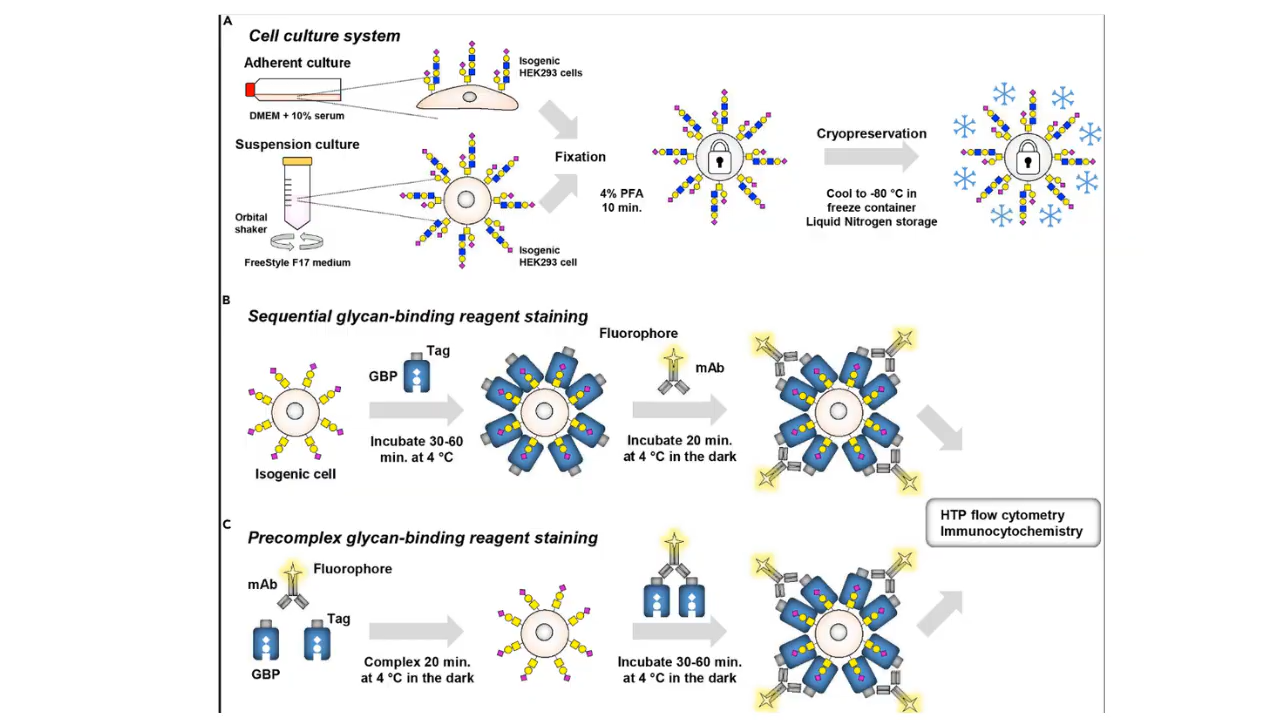 A
Cell culture system
Adherent culture
DMEM + 10% serum
Isogenic
HEK293 cells
Suspension culture
Orbital
shaker
FreeStyle F17 medium
Isogenic
HEK293 cell
Fixation
4% PFA
10 min.
Cryopreservation
Cool to -80 °C in
freeze container
Liquid Nitrogen storage
B
Sequential glycan-binding reagent staining
Isogenic cell
Tag
GBP
Incubate 30-60
min. at 4 °C
Fluorophore
mAb
Incubate 20 min.
at 4 °C in the dark
C
Precomplex glycan-binding reagent staining
Fluorophore
mAb
Tag
GBP
Complex 20 min.
at 4 °C in the dark
Incubate 30-60 min.
at 4 °C in the dark
HTP flow cytometry
Immunocytochemistry